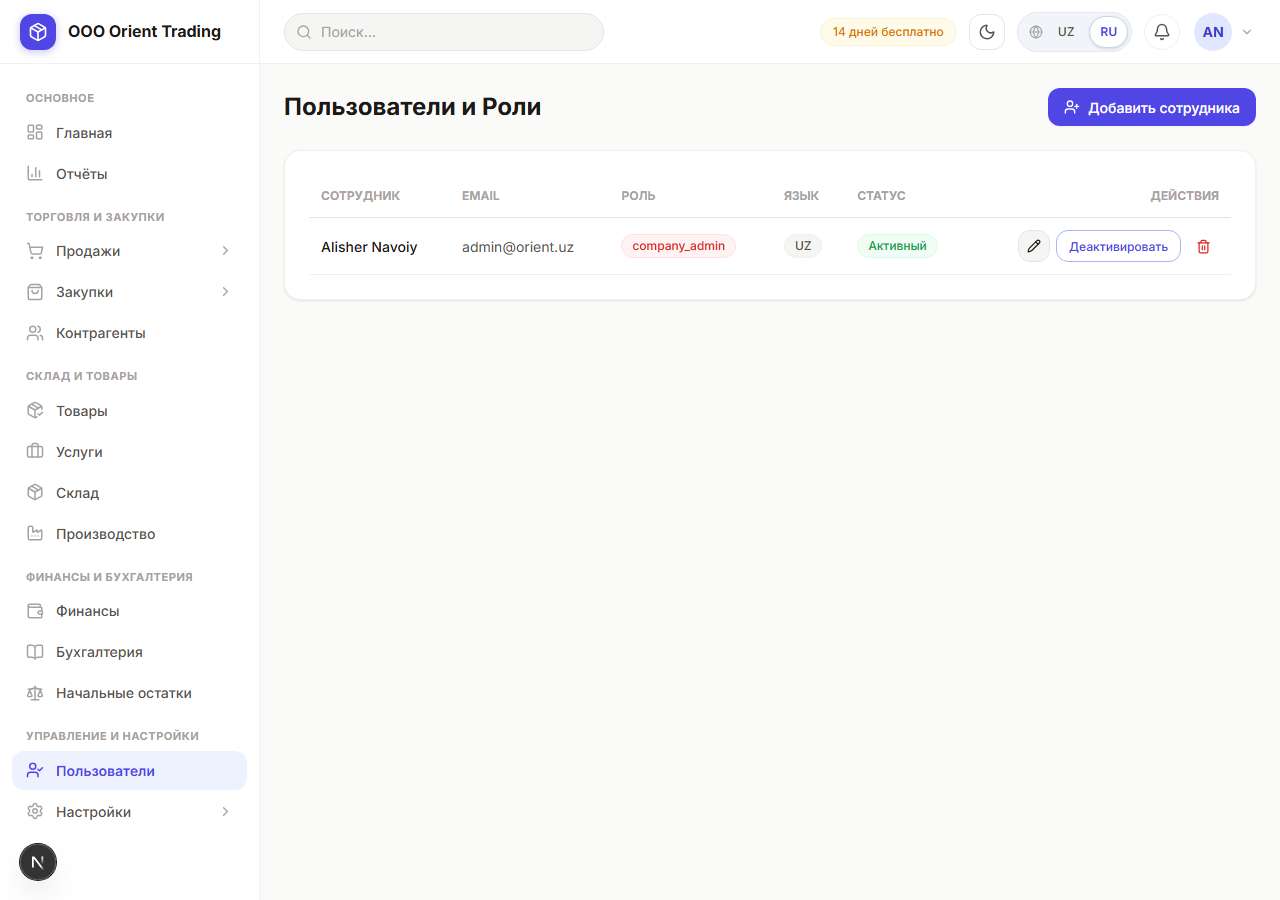 ООО Orient Trading
Поиск...
14 дней бесплатно
UZ
RU
AN
ОСНОВНОЕ
Главная
Отчёты
ТОРГОВЛЯ И ЗАКУПКИ
Продажи
Закупки
Контрагенты
СКЛАД И ТОВАРЫ
Товары
Услуги
Склад
Производство
ФИНАНСЫ И БУХГАЛТЕРИЯ
Финансы
Бухгалтерия
Начальные остатки
УПРАВЛЕНИЕ И НАСТРОЙКИ
Пользователи
Настройки
N
Пользователи и Роли
Добавить сотрудника
СОТРУДНИК EMAIL РОЛЬ ЯЗЫК СТАТУС ДЕЙСТВИЯ
Alisher Navoiy admin@orient.uz company_admin UZ Активный Деактивировать